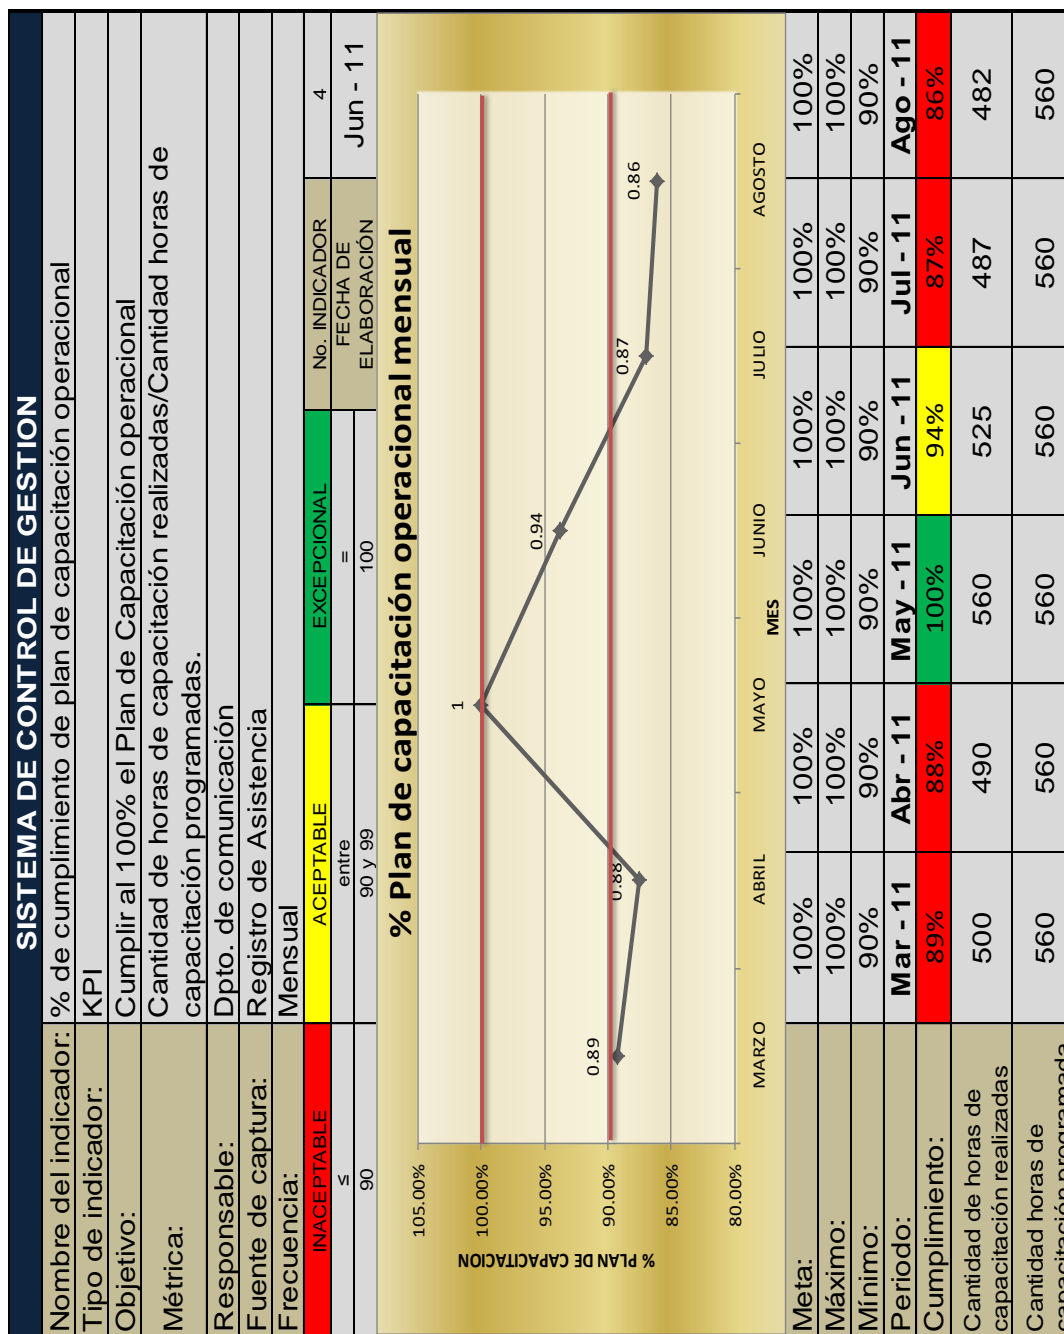 SISTEMA DE CONTROL DE GESTION
Nombre del indicador: % de cumplimiento de plan de capacitación operacional
Tipo de indicador: KPI
Objetivo: Cumplir al 100% el Plan de Capacitación operacional
Métrica: Cantidad de horas de capacitación realizadas/Cantidad horas de
capacitación programadas.
Responsable: Dpto. de comunicación
Fuente de captura: Registro de Asistencia
Frecuencia: Mensual
INACEPTABLE ACEPTABLE EXCEPCIONAL No. INDICADOR 4
≤ entre = FECHA DE Jun - 11
90 90 y 99 100 ELABORACIÓN
% Plan de capacitación operacional mensual
% PLAN DE CAPACITACION
105.00%
100.00%
95.00%
90.00%
85.00%
80.00%
0.89
0.88
1
0.94
0.87
0.86
MARZO ABRIL MAYO JUNIO JULIO AGOSTO
MES
Meta: 100% 100% 100% 100% 100% 100%
Máximo: 100% 100% 100% 100% 100% 100%
Mínimo: 90% 90% 90% 90% 90% 90%
Periodo: Mar - 11 Abr - 11 May - 11 Jun - 11 Jul - 11 Ago - 11
Cumplimiento: 89% 88% 100% 94% 87% 86%
Cantidad de horas de
capacitación realizadas 500 490 560 525 487 482
Cantidad horas de
capacitación programada 560 560 560 560 560 560